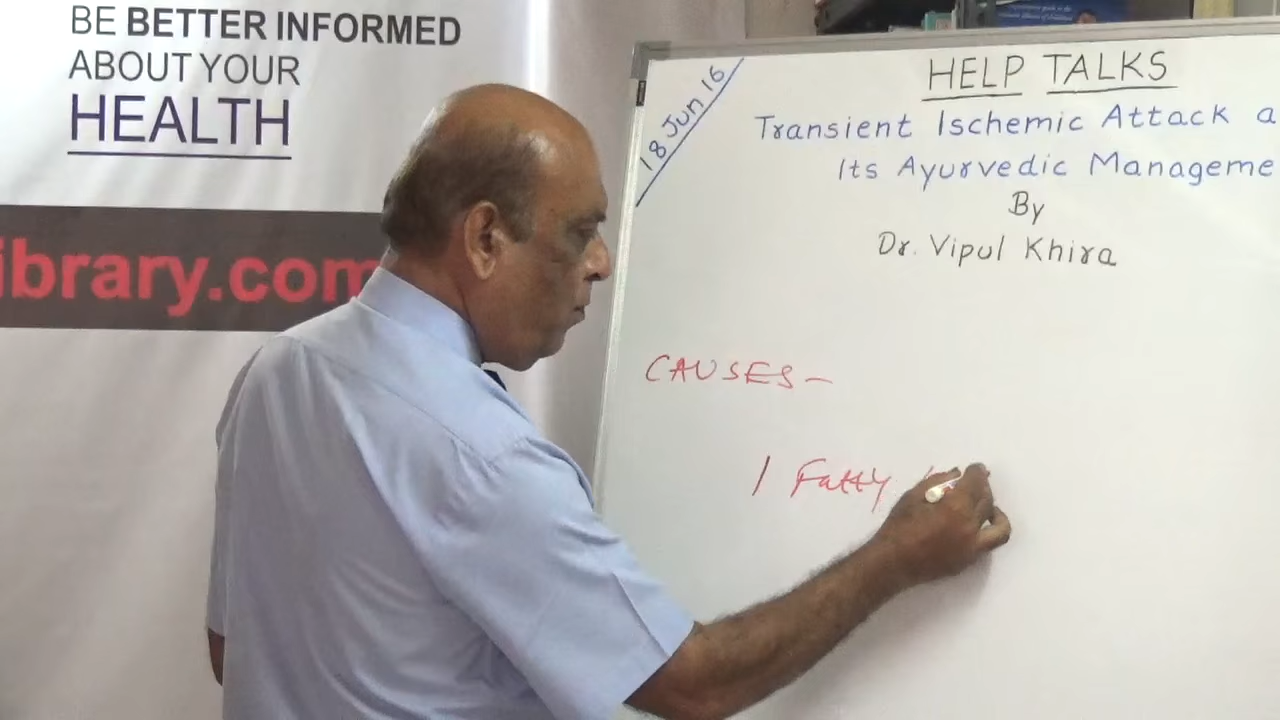 BE BETTER INFORMED
ABOUT YOUR
HEALTH
ibrary.com
18 Jun 16
HELP TALKS
Transient Ischemic Attack a
Its Ayurvedic Manageme
By
Dr. Vipul Khira
CAUSES-
1 Fatty